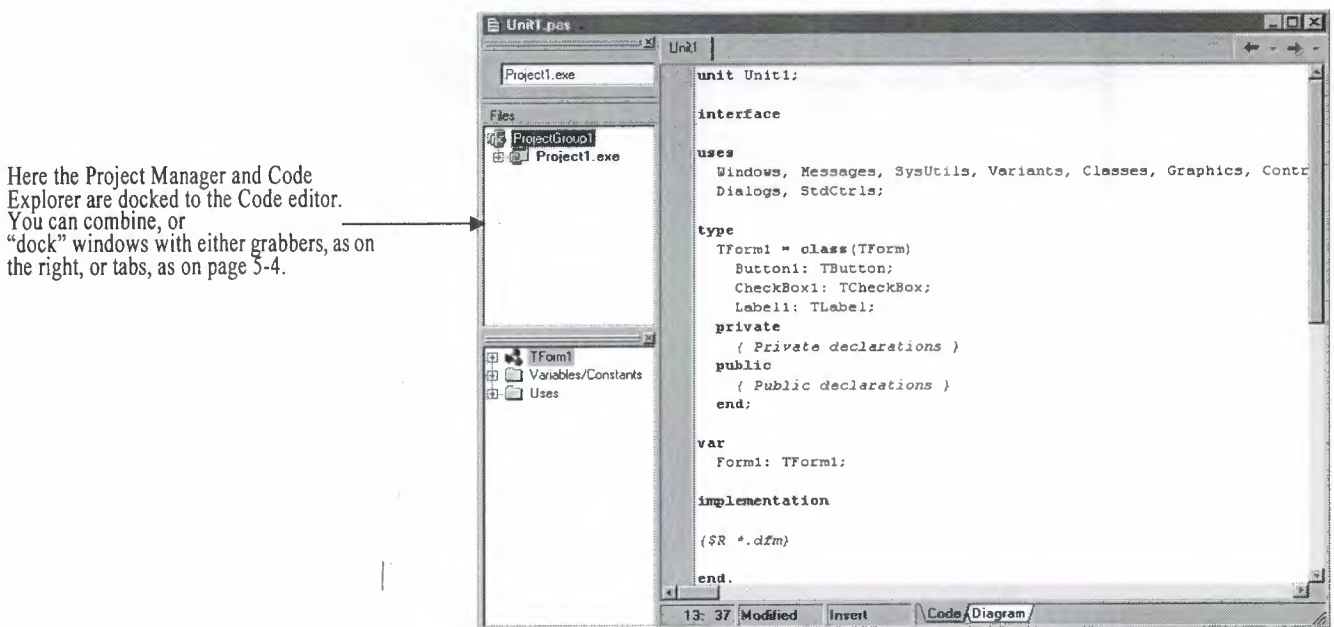 Here the Project Manager and Code
Explorer are docked to the Code editor.
You can combine, or
“dock” windows with either grabbers, as on
the right, or tabs, as on page 5-4.
Unit1.pas
Project1.exe
Files
ProjectGroup1
Project1.exe
TForm1
Variables/Constants
Uses
Unit1
unit Unit1;
interface
uses
Windows, Messages, SysUtils, Variants, Classes, Graphics, Contr
Dialogs, StdCtrls;
type
TForm1 = class(TForm)
Button1: TButton;
CheckBox1: TCheckBox;
Label1: TLabel;
private
{ Private declarations }
public
{ Public declarations }
end;
var
Form1: TForm1;
implementation
{$R *.dfm}
end.
13: 37 Modified Insert Code Diagram